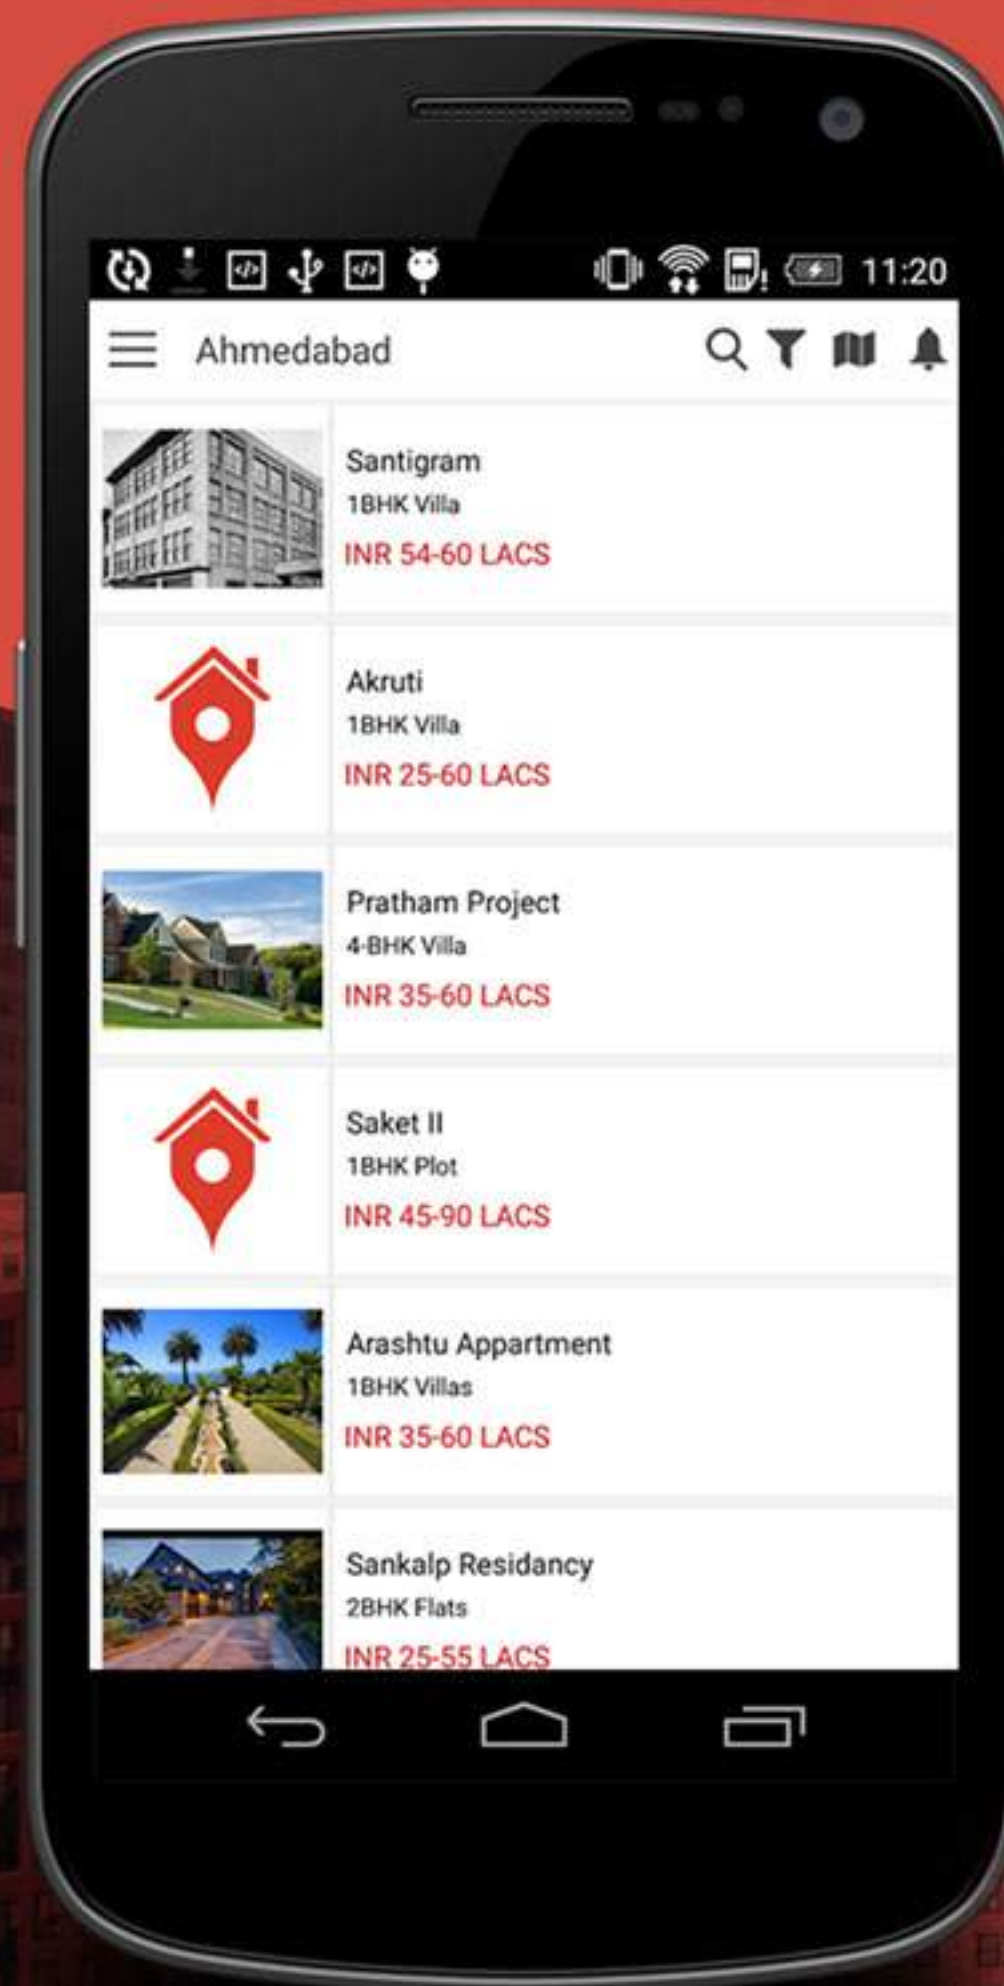 11:20
Ahmedabad
Santigram
1BHK Villa
INR 54-60 LACS
Akruti
1BHK Villa
INR 25-60 LACS
Pratham Project
4-BHK Villa
INR 35-60 LACS
Saket II
1BHK Plot
INR 45-90 LACS
Arashtu Appartment
1BHK Villas
INR 35-60 LACS
Sankalp Residancy
2BHK Flats
INR 25-55 LACS